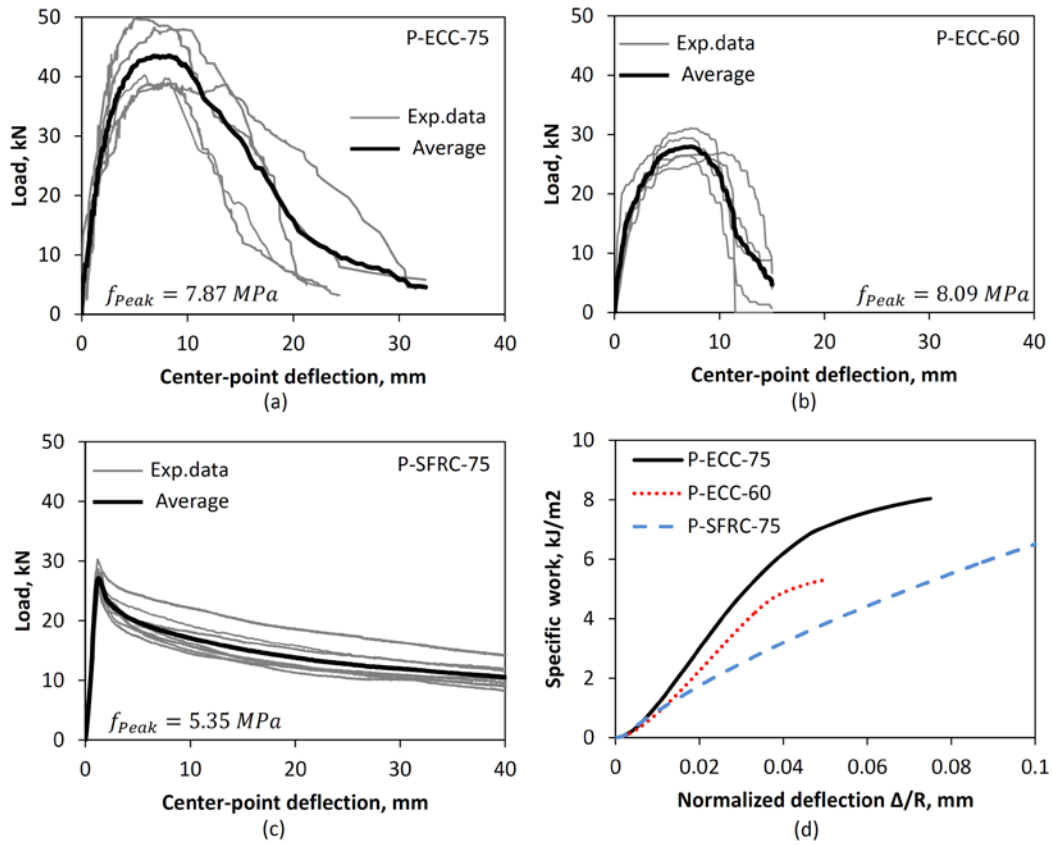 P-ECC-75
Exp.data
Average
f_Peak = 7.87 MPa
Load, kN
50
40
30
20
10
0
0 10 20 30 40
Center-point deflection, mm
(a)
P-ECC-60
Exp.data
Average
f_Peak = 8.09 MPa
Load, kN
50
40
30
20
10
0
0 10 20 30 40
Center-point deflection, mm
(b)
P-SFRC-75
Exp.data
Average
f_Peak = 5.35 MPa
Load, kN
50
40
30
20
10
0
0 10 20 30 40
Center-point deflection, mm
(c)
P-ECC-75
P-ECC-60
P-SFRC-75
Specific work, kJ/m2
10
8
6
4
2
0
0 0.02 0.04 0.06 0.08 0.1
Normalized deflection Δ/R, mm
(d)